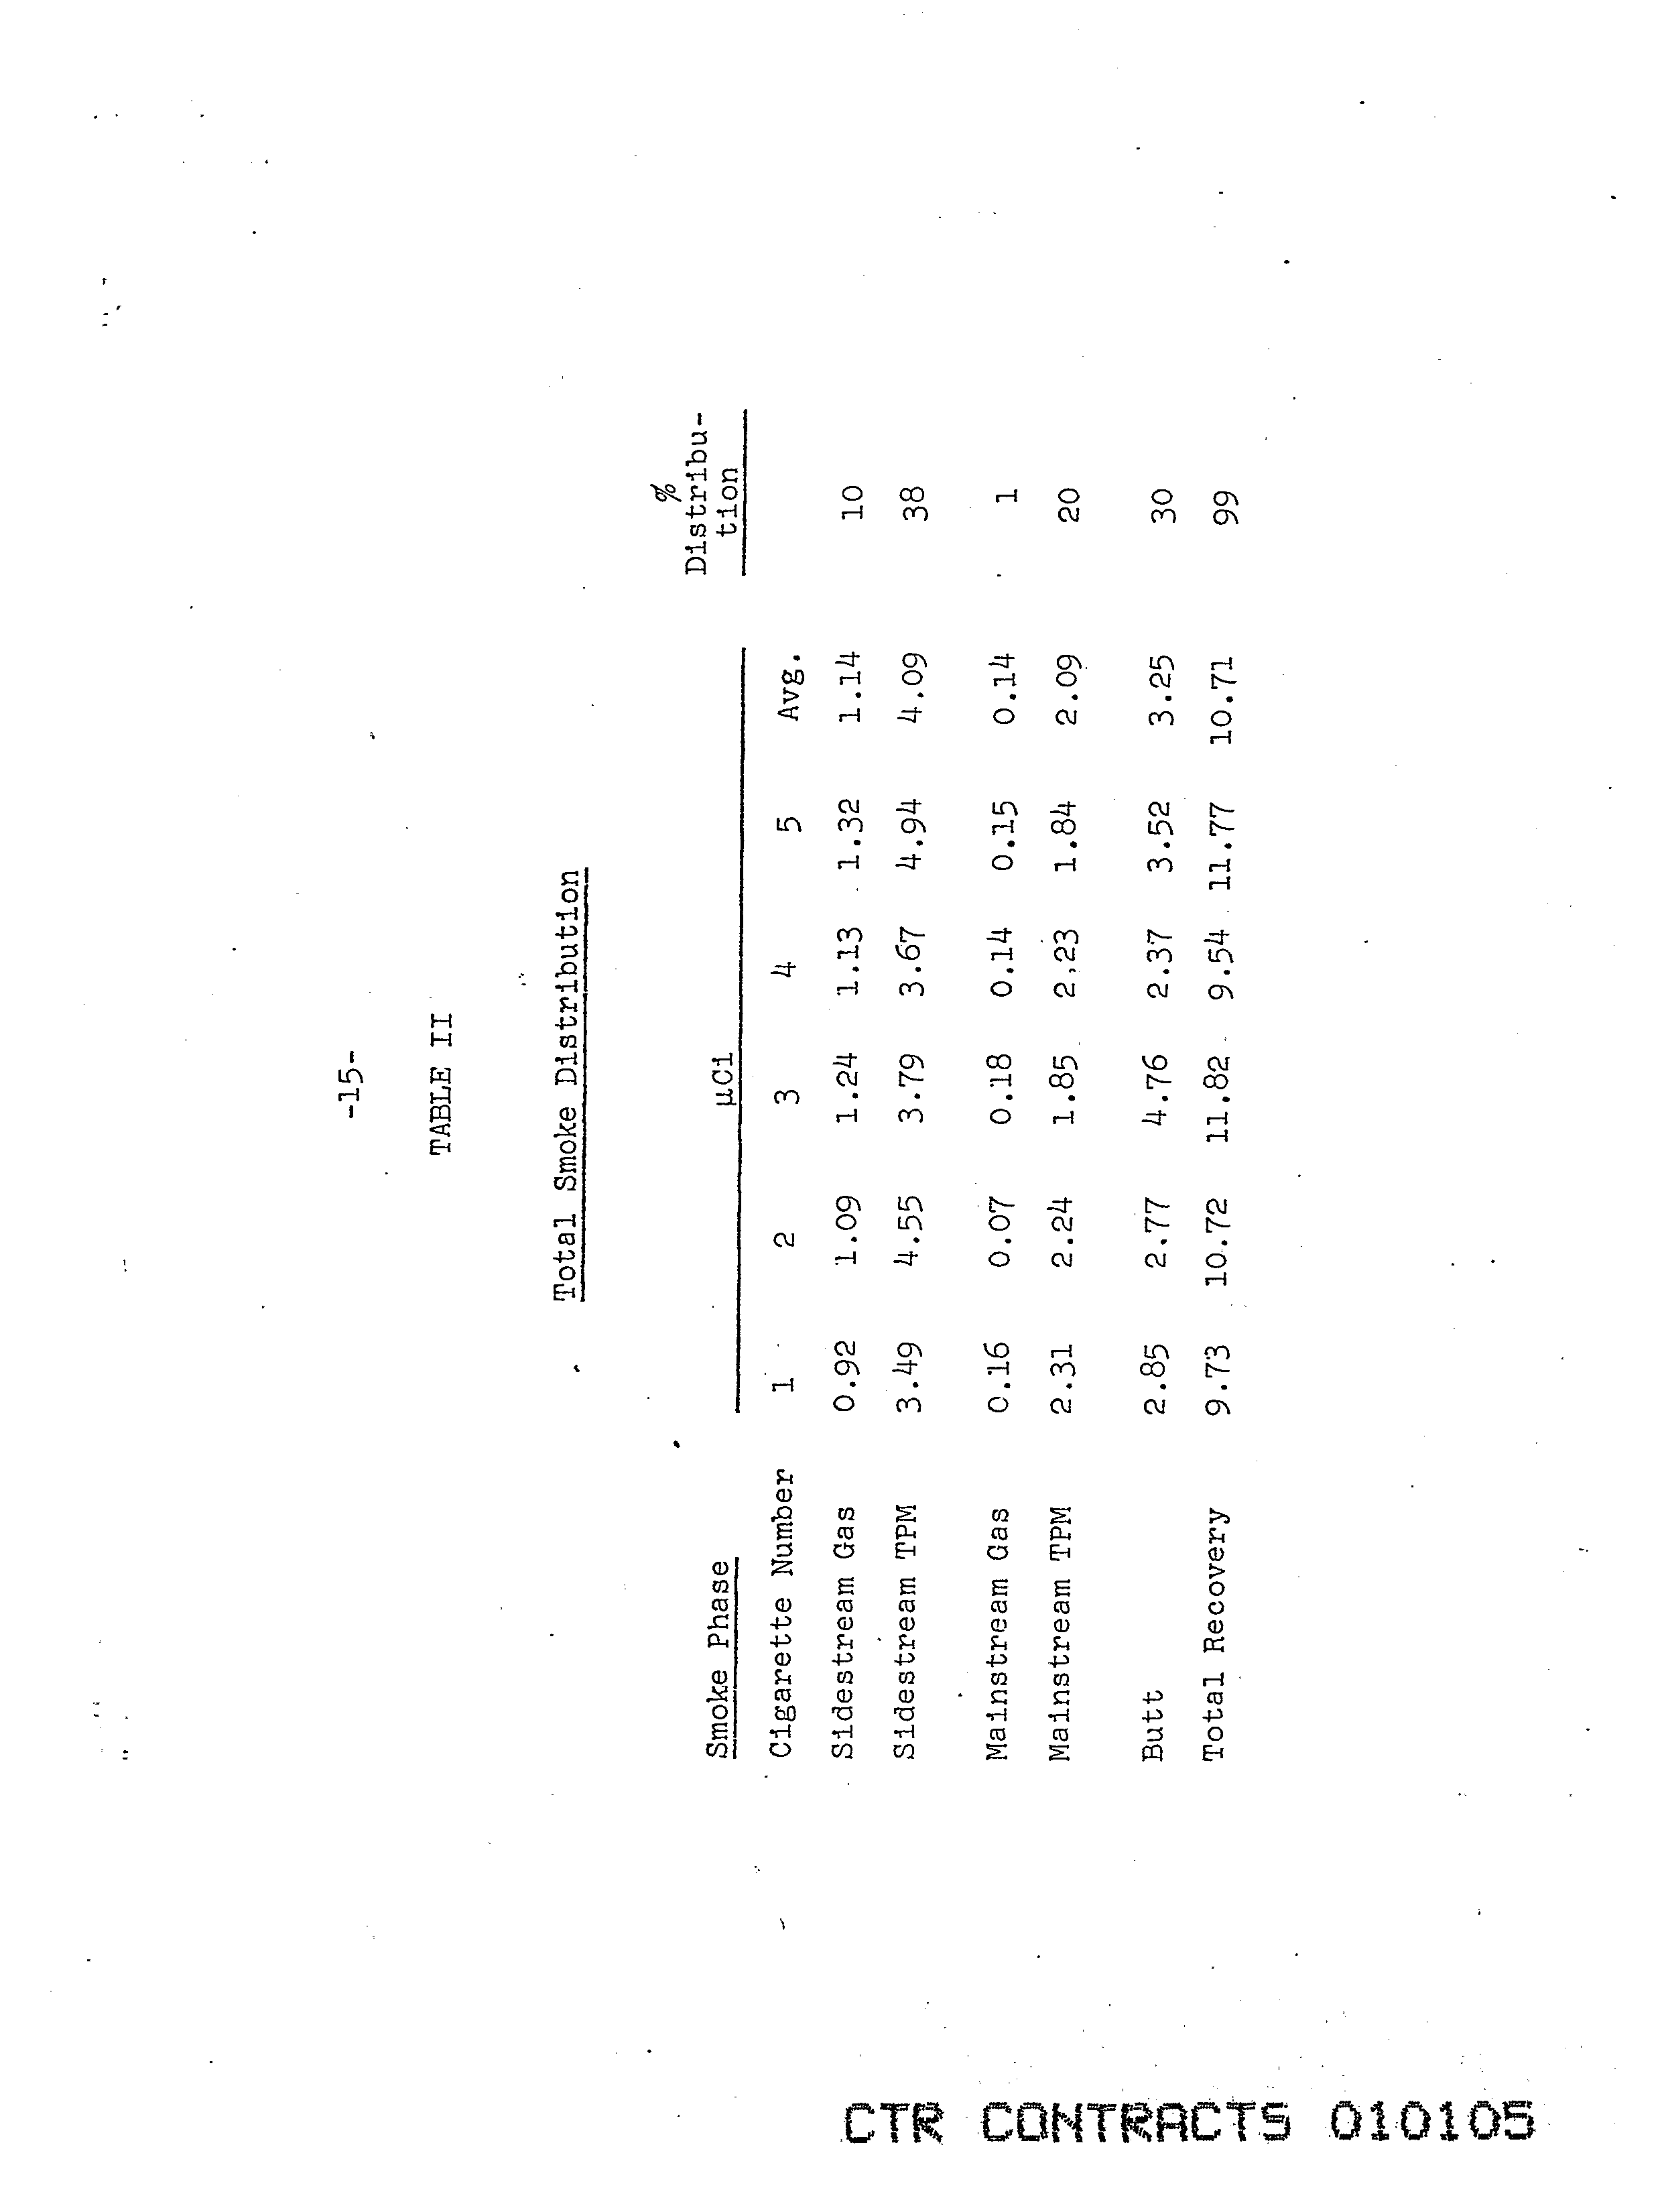 -15-
TABLE II
Total Smoke Distribution
%
Distribu-
tion
Smoke Phase µCi
Cigarette Number 1 2 3 4 5 Avg.
Sidestream Gas 0.92 1.09 1.24 1.13 1.32 1.14 10
Sidestream TPM 3.49 4.55 3.79 3.67 4.94 4.09 38
Mainstream Gas 0.16 0.07 0.18 0.14 0.15 0.14 1
Mainstream TPM 2.31 2.24 1.85 2.23 1.84 2.09 20
Butt 2.85 2.77 4.76 2.37 3.52 3.25 30
Total Recovery 9.73 10.72 11.82 9.54 11.77 10.71 99
CTR CONTRACTS 010105